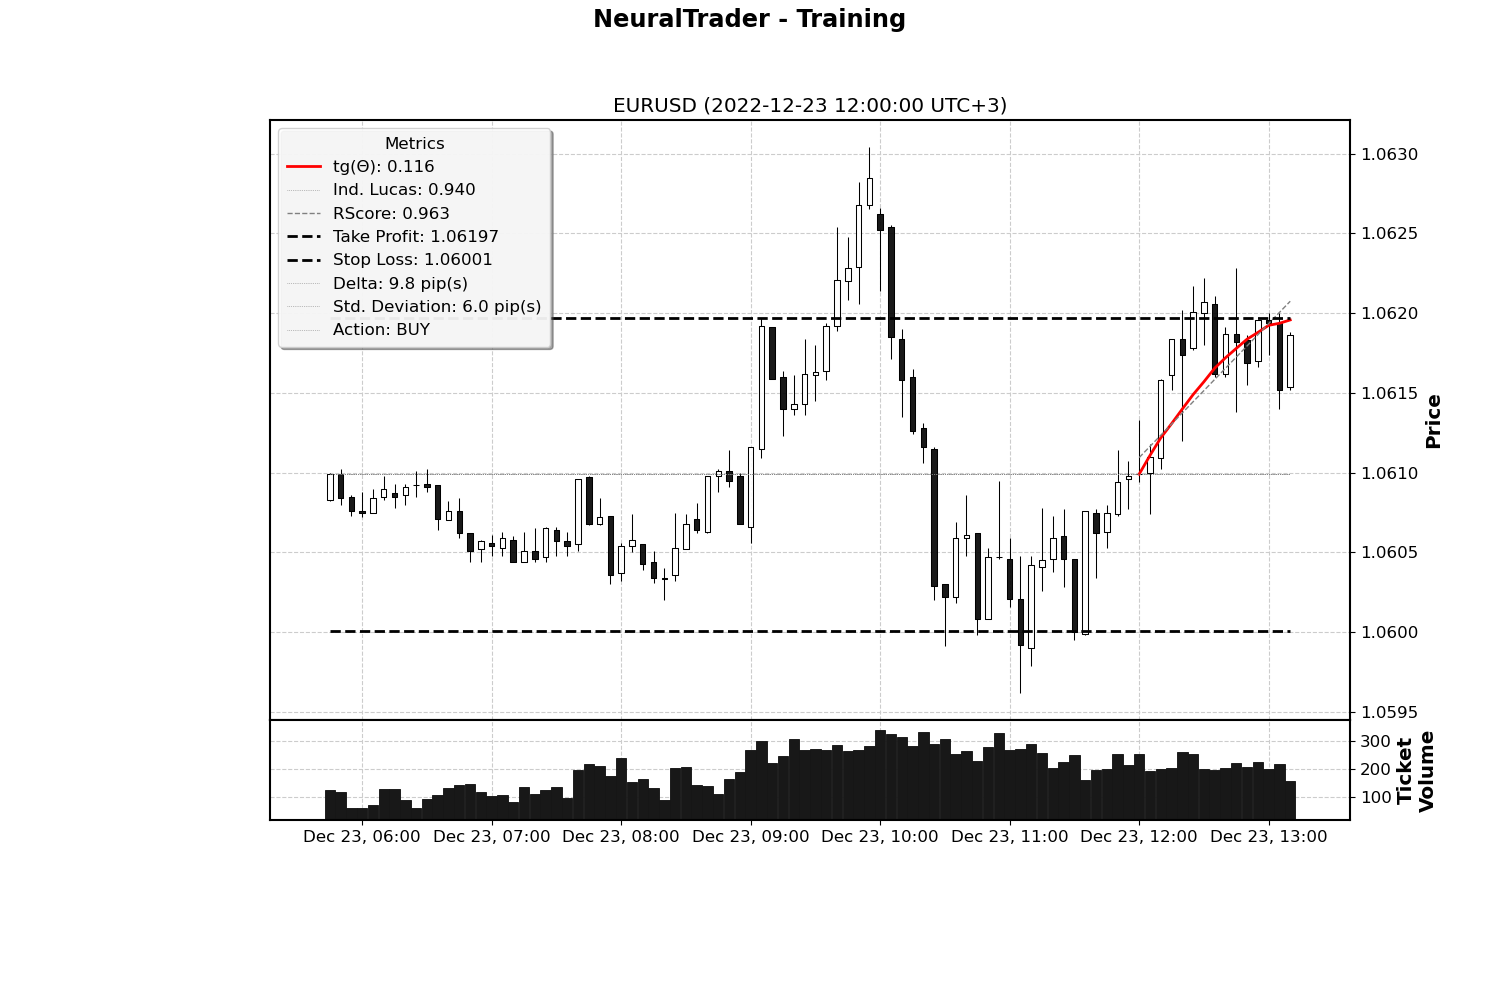 NeuralTrader - Training
EURUSD (2022-12-23 12:00:00 UTC+3)
Metrics
tg(Θ): 0.116
Ind. Lucas: 0.940
RScore: 0.963
Take Profit: 1.06197
Stop Loss: 1.06001
Delta: 9.8 pip(s)
Std. Deviation: 6.0 pip(s)
Action: BUY
1.0630
1.0625
1.0620
1.0615
1.0610
1.0605
1.0600
1.0595
Price
300
200
100
Ticket
Volume
Dec 23, 06:00 Dec 23, 07:00 Dec 23, 08:00 Dec 23, 09:00 Dec 23, 10:00 Dec 23, 11:00 Dec 23, 12:00 Dec 23, 13:00